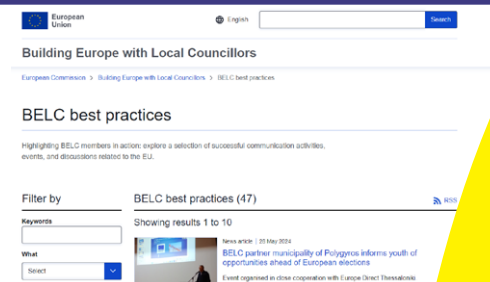 European
Union
English
Search
Building Europe with Local Councillors
European Commission > Building Europe with Local Councillors > BELC best practices
BELC best practices
Highlighting BELC members in action: explore a selection of successful communication activities,
events, and discussions related to the EU.
Filter by
BELC best practices (47)
RSS
Keywords
Showing results 1 to 10
What
Select
News article | 20 May 2024
BELC partner municipality of Polygyros informs youth of
opportunities ahead of European elections
Event organised in close cooperation with Europe Direct Thessaloniki